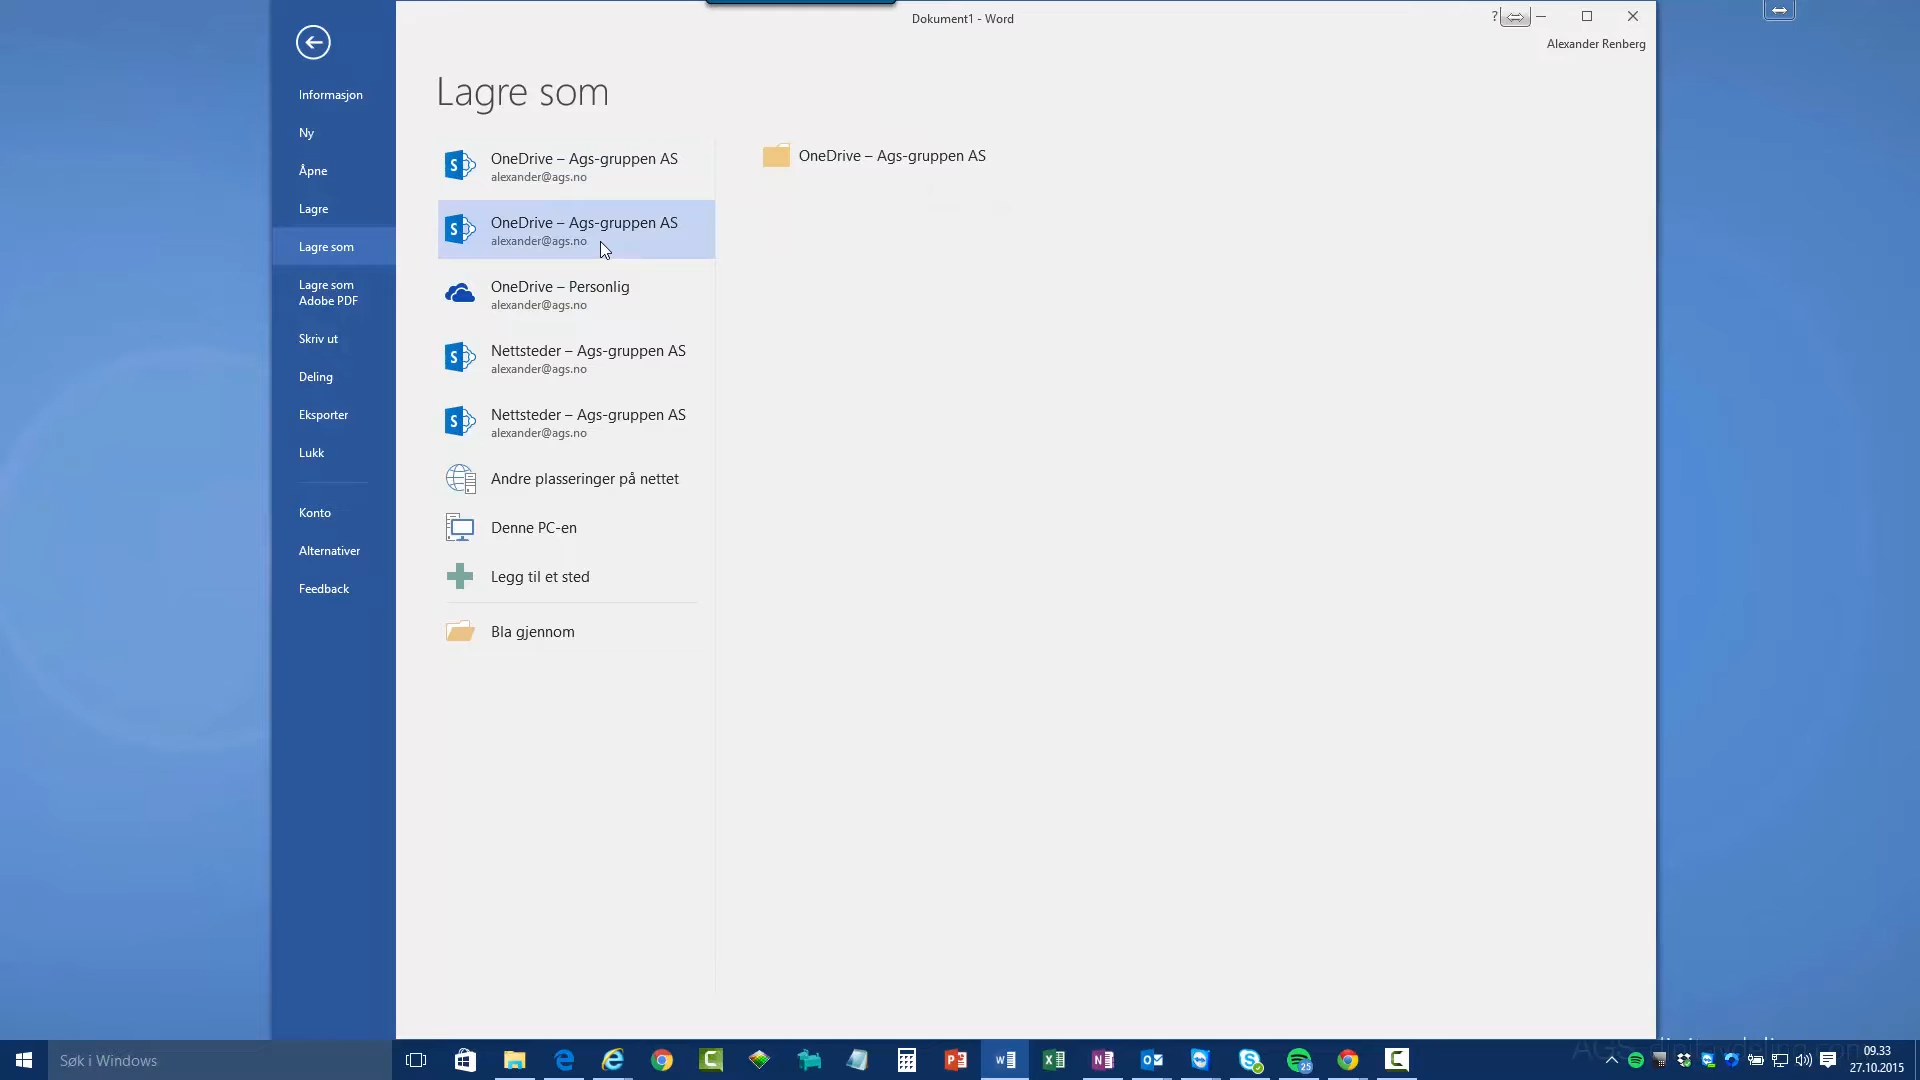 Dokument1 - Word
?
Alexander Renberg
Informasjon
Ny
Åpne
Lagre
Lagre som
Lagre som
Adobe PDF
Skriv ut
Deling
Eksporter
Lukk
Konto
Alternativer
Feedback
Lagre som
OneDrive – Ags-gruppen AS
alexander@ags.no
OneDrive – Ags-gruppen AS
alexander@ags.no
OneDrive – Personlig
alexander@ags.no
Nettsteder – Ags-gruppen AS
alexander@ags.no
Nettsteder – Ags-gruppen AS
alexander@ags.no
Andre plasseringer på nettet
Denne PC-en
Legg til et sted
Bla gjennom
OneDrive – Ags-gruppen AS
Søk i Windows
25
09.33
27.10.2015